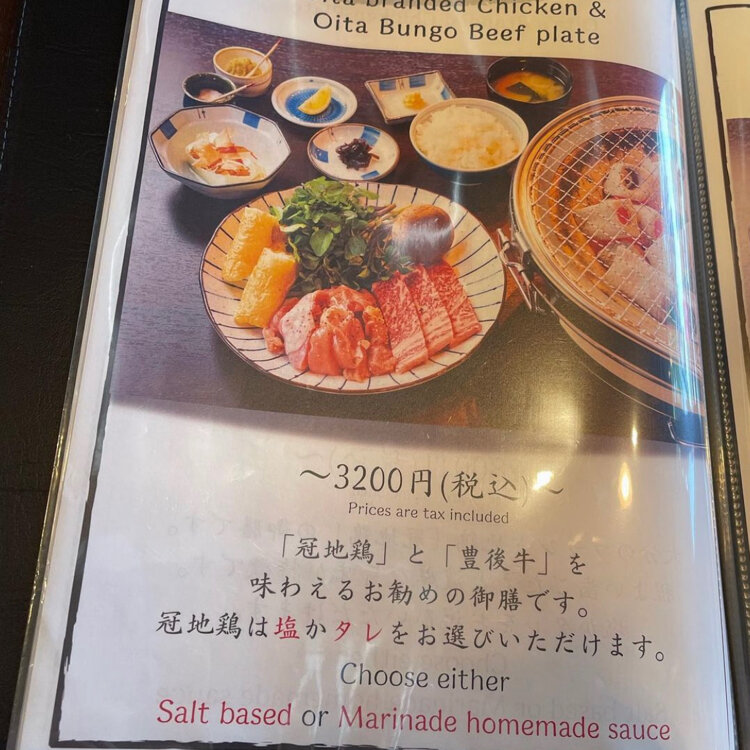 branded Chicken &
Oita Bungo Beef plate
～3200円(税込)～
Prices are tax included
「冠地鶏」と「豊後牛」を
味わえるお勧めの御膳です。
冠地鶏は塩かタレをお選びいただけます。
Choose either
Salt based or Marinade homemade sauce